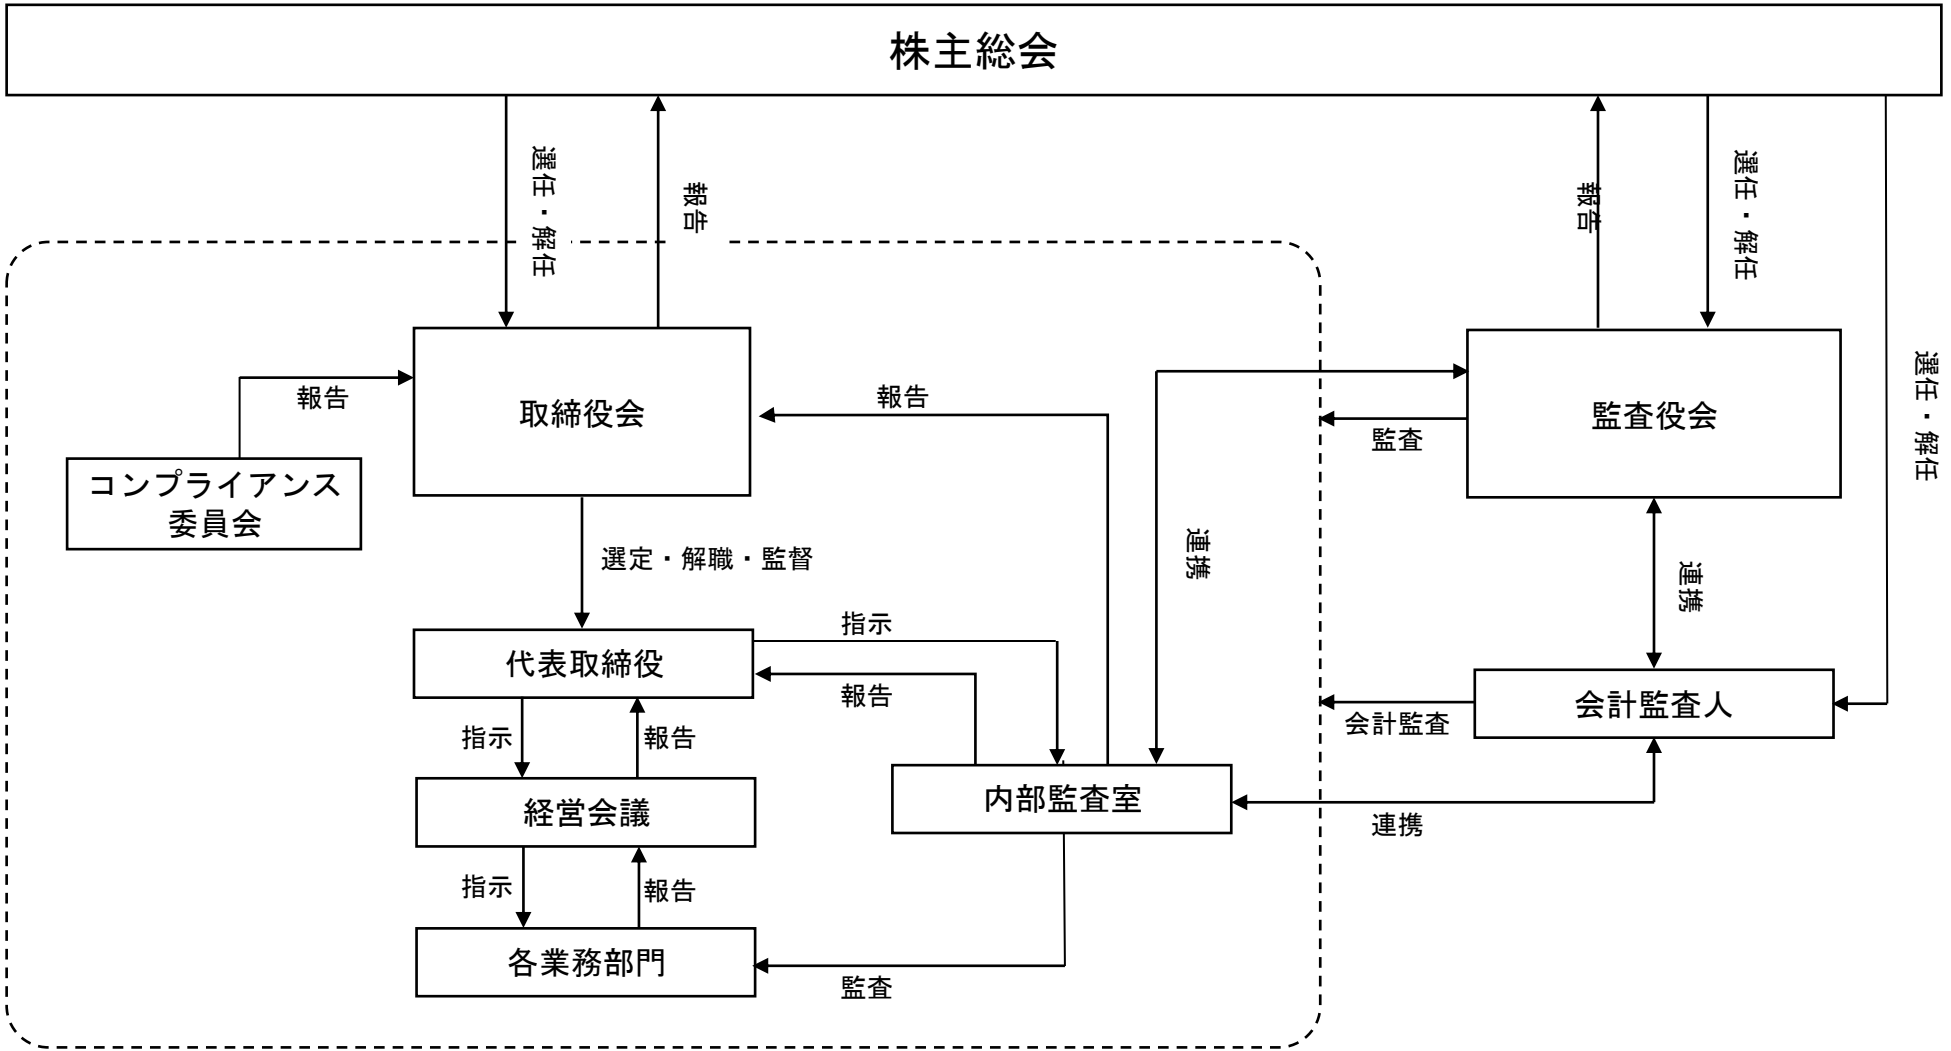 株主総会
選任・解任
報告
報告
選任・解任
選任・解任
取締役会
報告
報告
監査役会
監査
コンプライアンス
委員会
選定・解職・監督
連携
連携
指示
代表取締役
報告
会計監査人
会計監査
指示
報告
経営会議
内部監査室
連携
指示
報告
各業務部門
監査